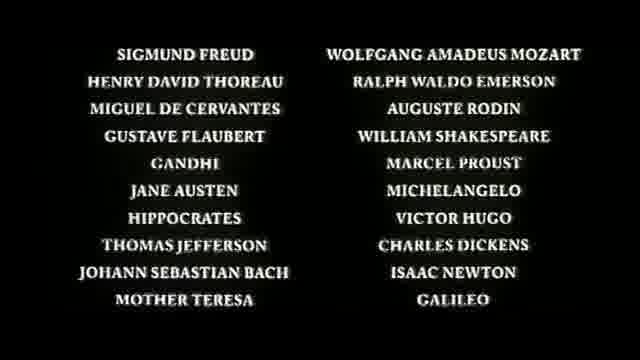 SIGMUND FREUD
WOLFGANG AMADEUS MOZART
HENRY DAVID THOREAU
RALPH WALDO EMERSON
MIGUEL DE CERVANTES
AUGUSTE RODIN
GUSTAVE FLAUBERT
WILLIAM SHAKESPEARE
GANDHI
MARCEL PROUST
JANE AUSTEN
MICHELANGELO
HIPPOCRATES
VICTOR HUGO
THOMAS JEFFERSON
CHARLES DICKENS
JOHANN SEBASTIAN BACH
ISAAC NEWTON
MOTHER TERESA
GALILEO